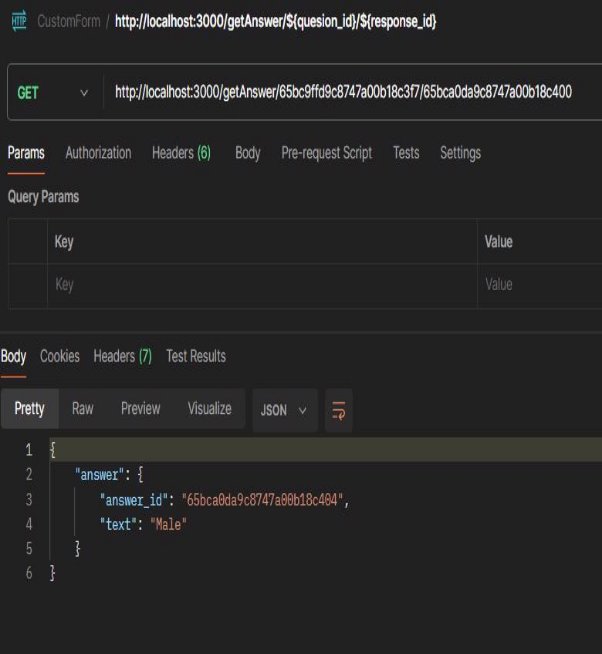 HTTP CustomForm / http://localhost:3000/getAnswer/${quesion_id}/${response_id}
GET http://localhost:3000/getAnswer/65bc9ffd9c8747a00b18c3f7/65bca0da9c8747a00b18c400
Params Authorization Headers (6) Body Pre-request Script Tests Settings
Query Params
Key Value
Key Value
Body Cookies Headers (7) Test Results
Pretty Raw Preview Visualize JSON
1 {
2 "answer": {
3 "answer_id": "65bca0da9c8747a00b18c404",
4 "text": "Male"
5 }
6 }